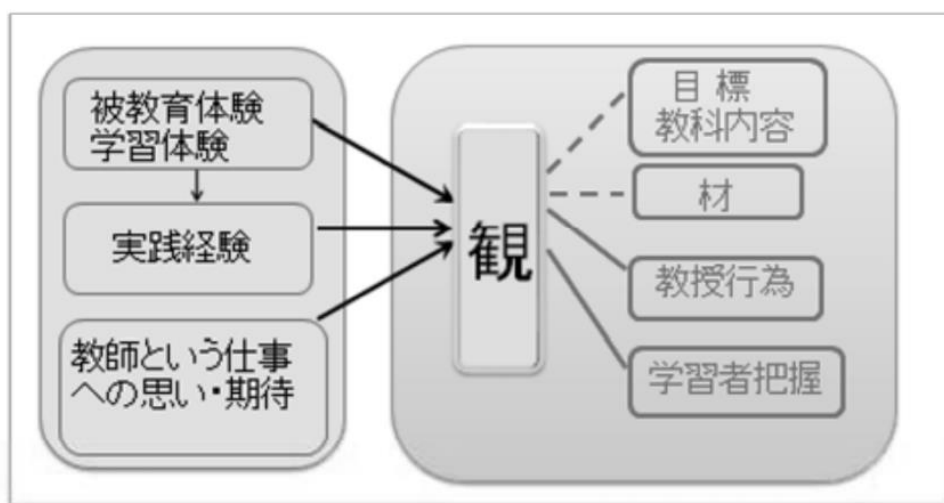 被教育体験
学習体験
実践経験
教師という仕事
への思い・期待
観
目標
教科内容
材
教授行為
学習者把握